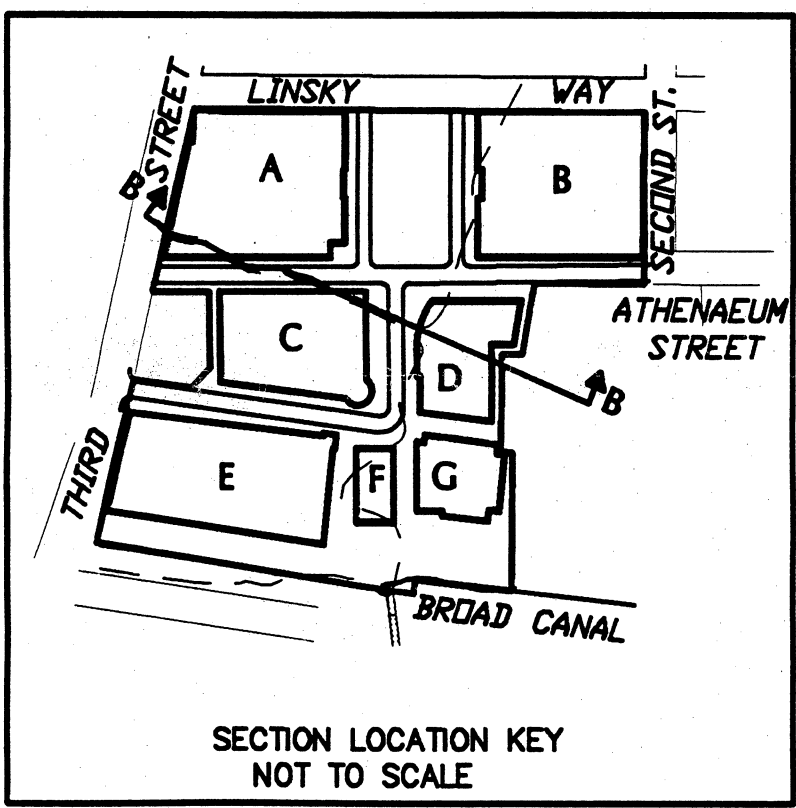 LINSKY WAY
STREET
SECOND ST.
A
B
B
ATHENAEUM
STREET
C
D
B
THIRD
E
F
G
BROAD CANAL
SECTION LOCATION KEY
NOT TO SCALE